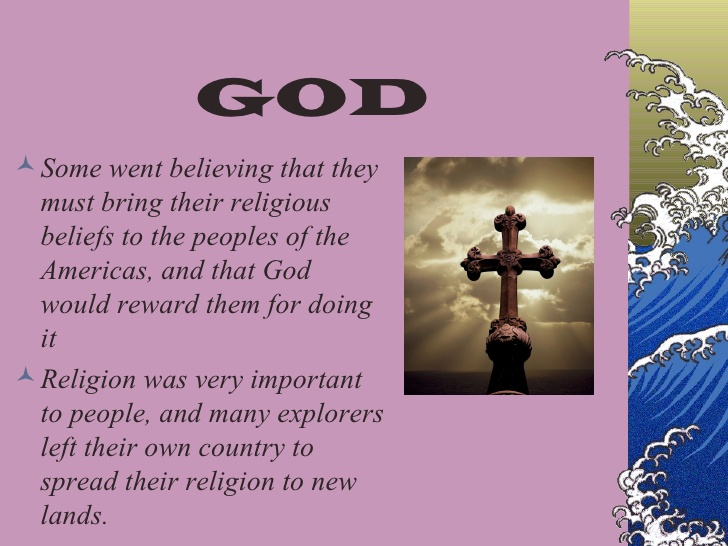 GOD
Some went believing that they
must bring their religious
beliefs to the peoples of the
Americas, and that God
would reward them for doing
it
Religion was very important
to people, and many explorers
left their own country to
spread their religion to new
lands.